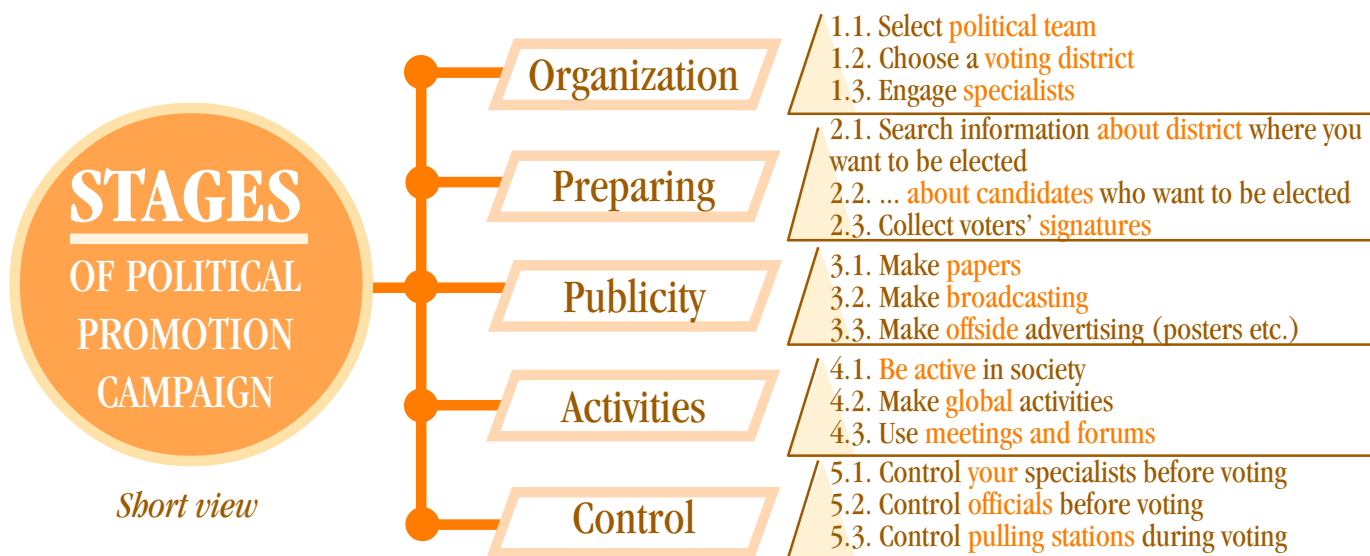 STAGES
OF POLITICAL
PROMOTION
CAMPAIGN
Short view
Organization
1.1. Select political team
1.2. Choose a voting district
1.3. Engage specialists
Preparing
2.1. Search information about district where you
want to be elected
2.2. ... about candidates who want to be elected
2.3. Collect voters’ signatures
Publicity
3.1. Make papers
3.2. Make broadcasting
3.3. Make offside advertising (posters etc.)
Activities
4.1. Be active in society
4.2. Make global activities
4.3. Use meetings and forums
Control
5.1. Control your specialists before voting
5.2. Control officials before voting
5.3. Control pulling stations during voting